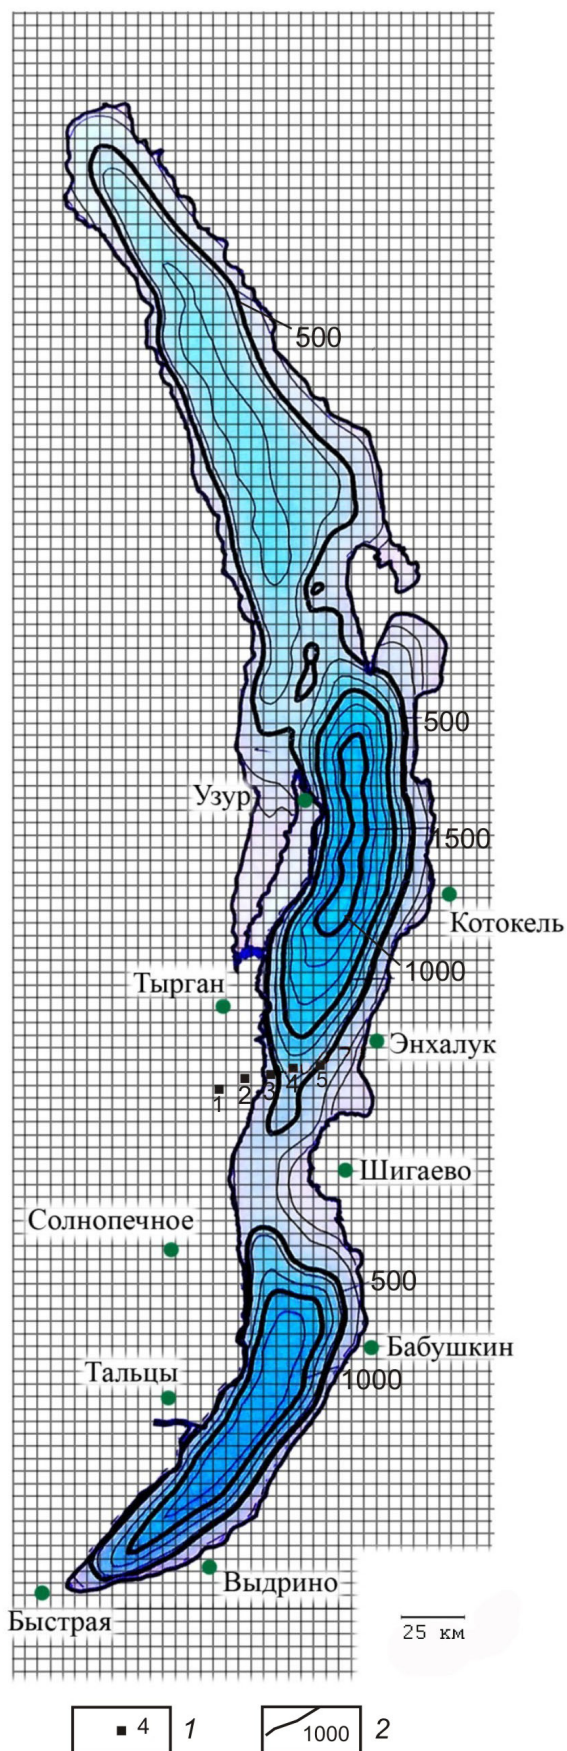 500
500
Узур
1500
Котокель
1000
Тырган
Энхалук
1
2
3
4
5
Шигаево
Солнопечное
500
Бабушкин
Тальцы
1000
Выдрино
Быстрая
25 км
4 1
1000 2